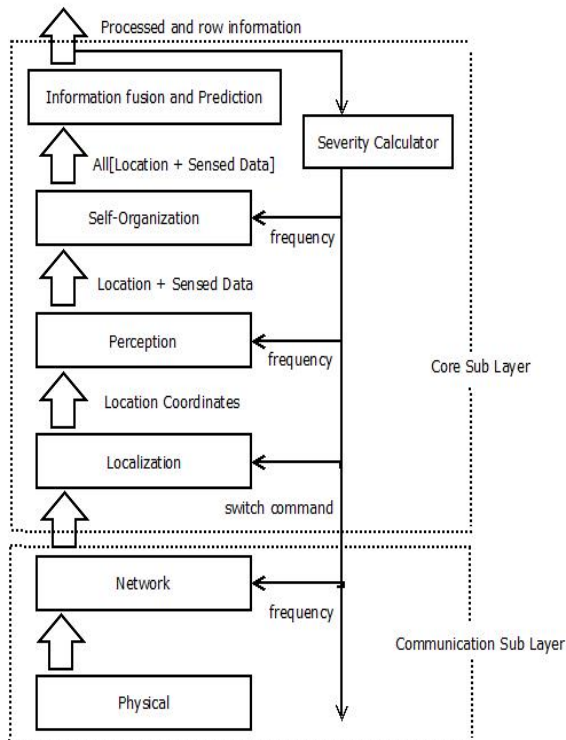 Processed and row information
Information fusion and Prediction
Severity Calculator
All[Location + Sensed Data]
Self-Organization
frequency
Location + Sensed Data
Perception
frequency
Core Sub Layer
Location Coordinates
Localization
switch command
Network
frequency
Communication Sub Layer
Physical